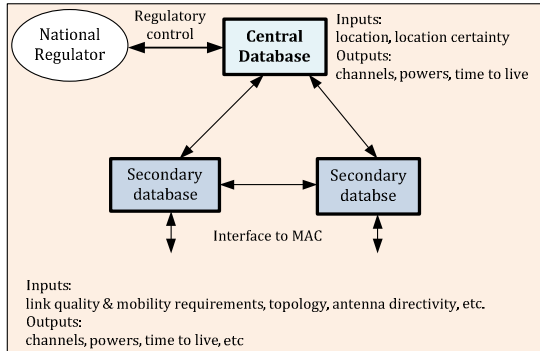 Regulatory
control
National
Regulator
Central
Database
Inputs:
location, location certainty
Outputs:
channels, powers, time to live
Secondary
database
Secondary
databse
Interface to MAC
Inputs:
link quality & mobility requirements, topology, antenna directivity, etc.
Outputs:
channels, powers, time to live, etc